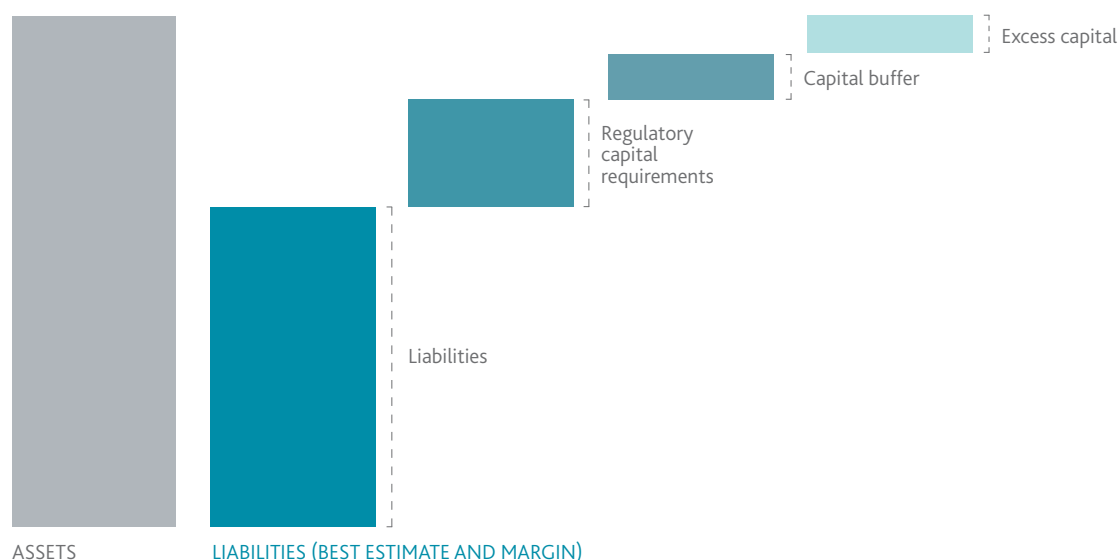 Excess capital
Capital buffer
Regulatory
capital
requirements
Liabilities
ASSETS
LIABILITIES (BEST ESTIMATE AND MARGIN)